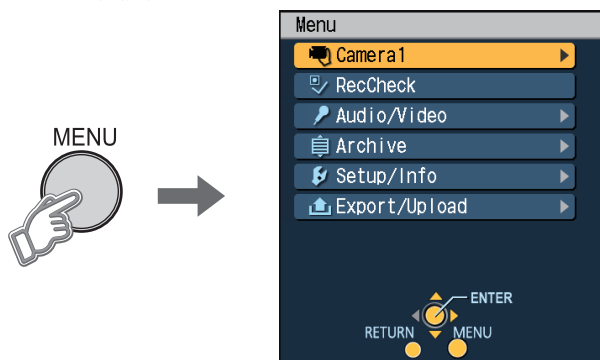 MENU
Menu
Camera1
RecCheck
Audio/Video
Archive
Setup/Info
Export/Upload
ENTER
RETURN MENU